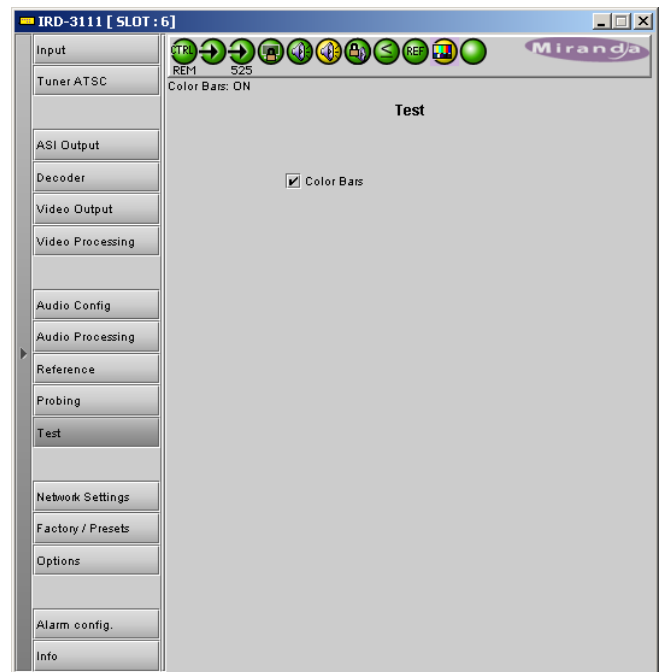 IRD-3111 [ SLOT : 6]
Input
Tuner ATSC
ASI Output
Decoder
Video Output
Video Processing
Audio Config
Audio Processing
Reference
Probing
Test
Network Settings
Factory / Presets
Options
Alarm config.
Info
CTRL
REF
Miranda
REM 525
Color Bars: ON
Test
Color Bars